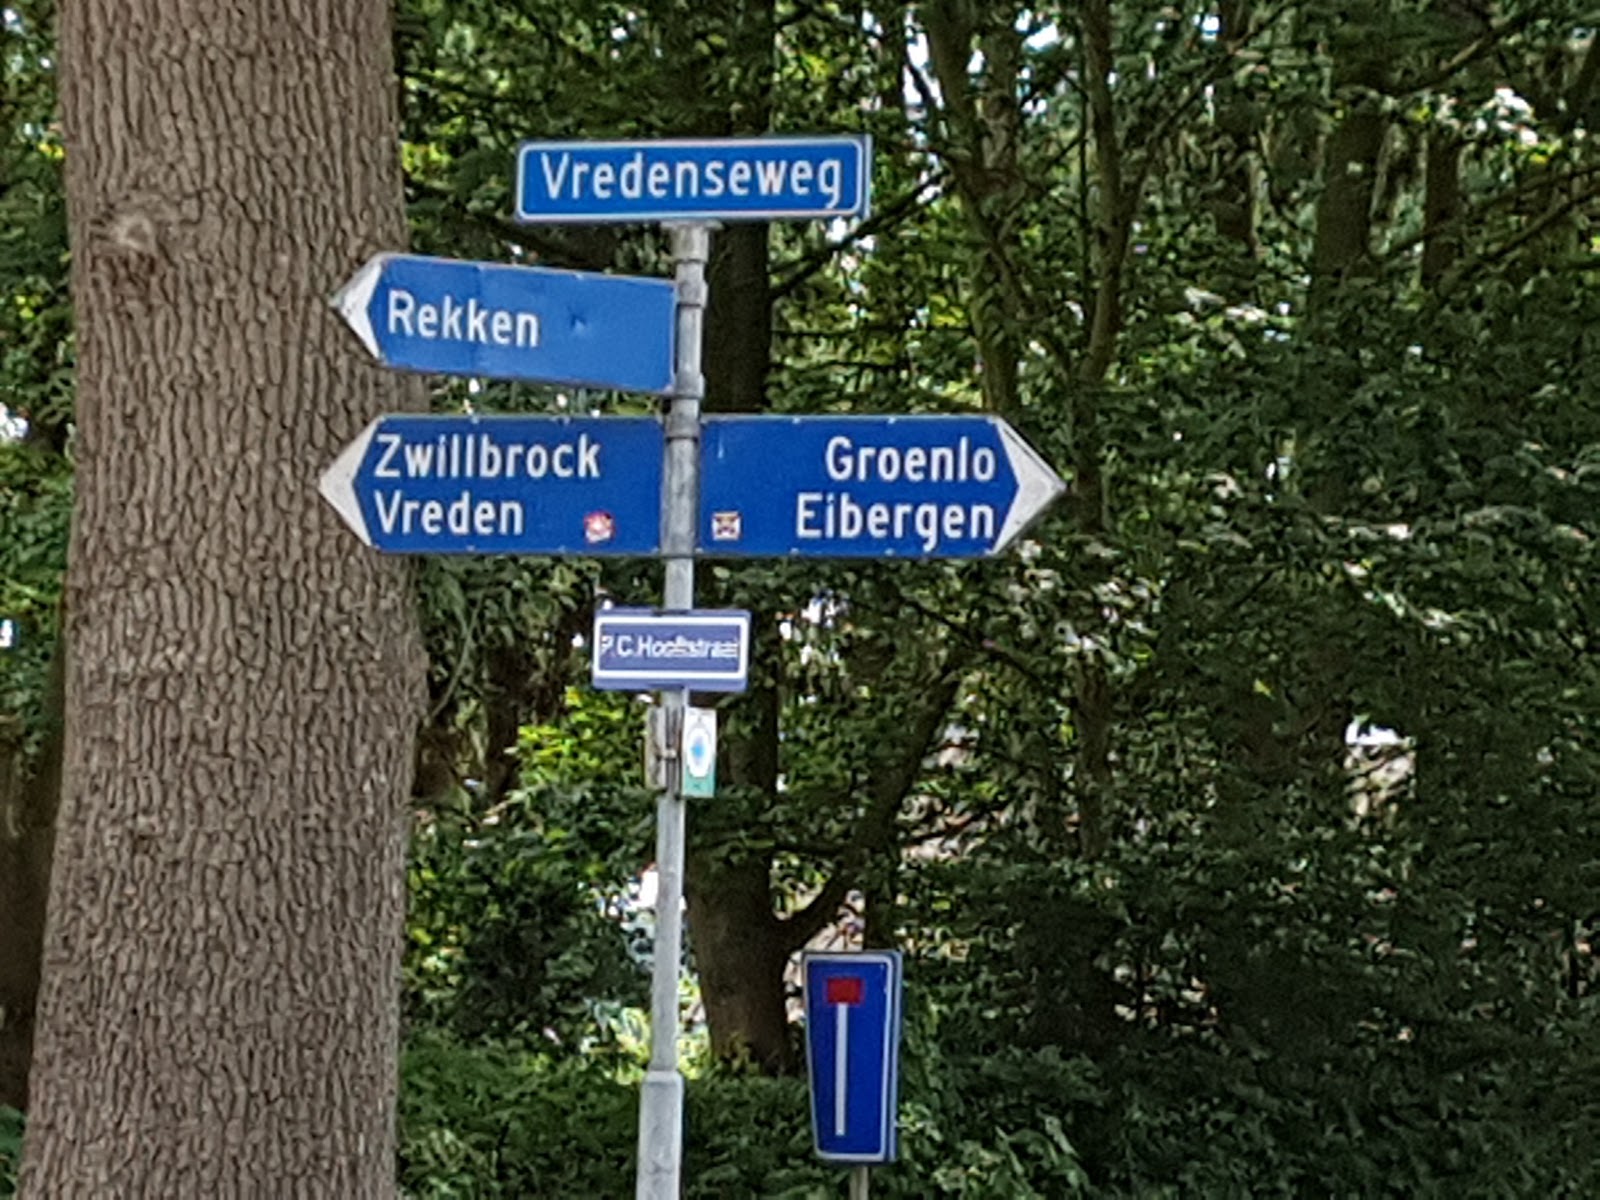 Vredenseweg
Rekken
Zwillbrock
Vreden
Groenlo
Eibergen
P.C.Hooftstraat